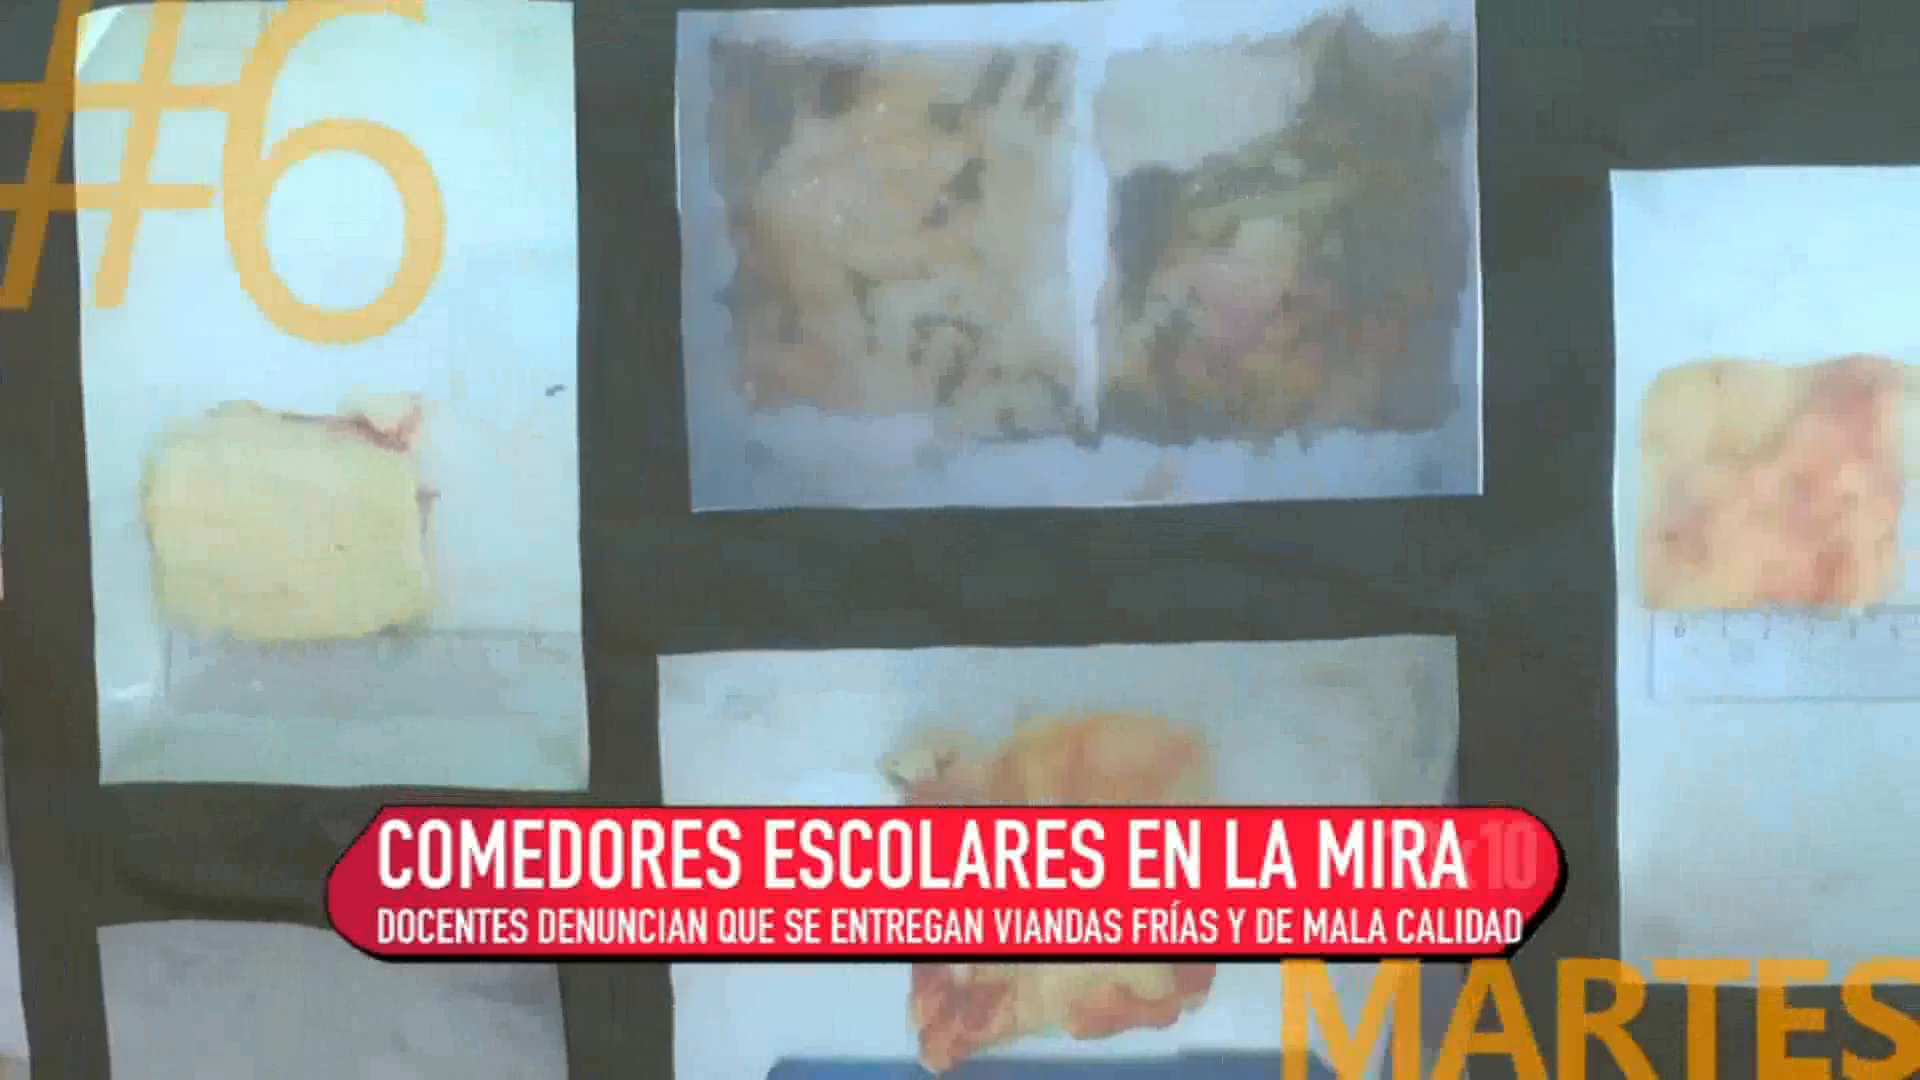 #6
COMEDORES ESCOLARES EN LA MIRA
DOCENTES DENUNCIAN QUE SE ENTREGAN VIANDAS FRÍAS Y DE MALA CALIDAD
MARTES